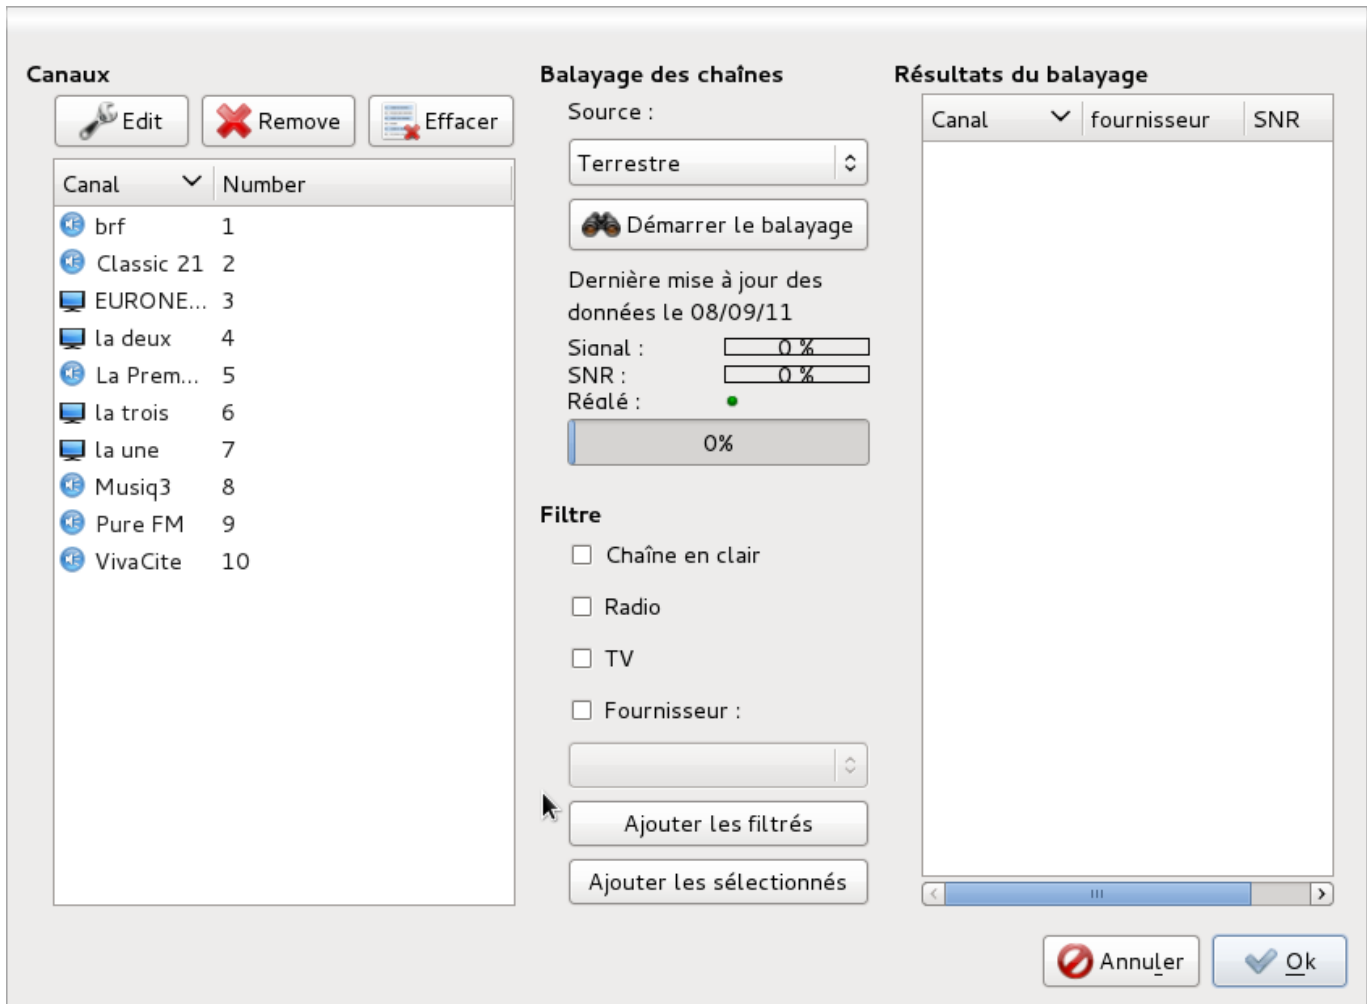 Canaux
Edit Remove Effacer
Canal Number
brf 1
Classic 21 2
EURONE... 3
la deux 4
La Prem... 5
la trois 6
la une 7
Musiq3 8
Pure FM 9
VivaCite 10
Balayage des chaînes
Source :
Terrestre
Démarrer le balayage
Dernière mise à jour des
données le 08/09/11
Signal : 0 %
SNR : 0 %
Réglé :
0%
Filtre
Chaîne en clair
Radio
TV
Fournisseur :
Ajouter les filtrés
Ajouter les sélectionnés
Résultats du balayage
Canal fournisseur SNR
Annuler Ok